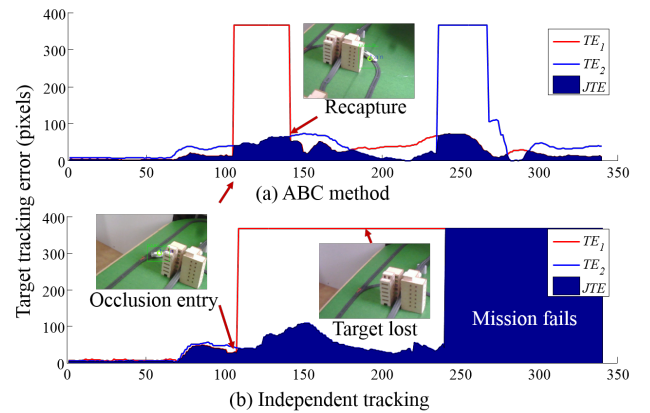 Target tracking error (pixels)
400
300
200
100
0
TE1
TE2
JTE
Recapture
0 50 100 150 200 250 300 350
(a) ABC method
400
300
200
100
0
TE1
TE2
JTE
Occlusion entry
Target lost
Mission fails
0 50 100 150 200 250 300 350
(b) Independent tracking